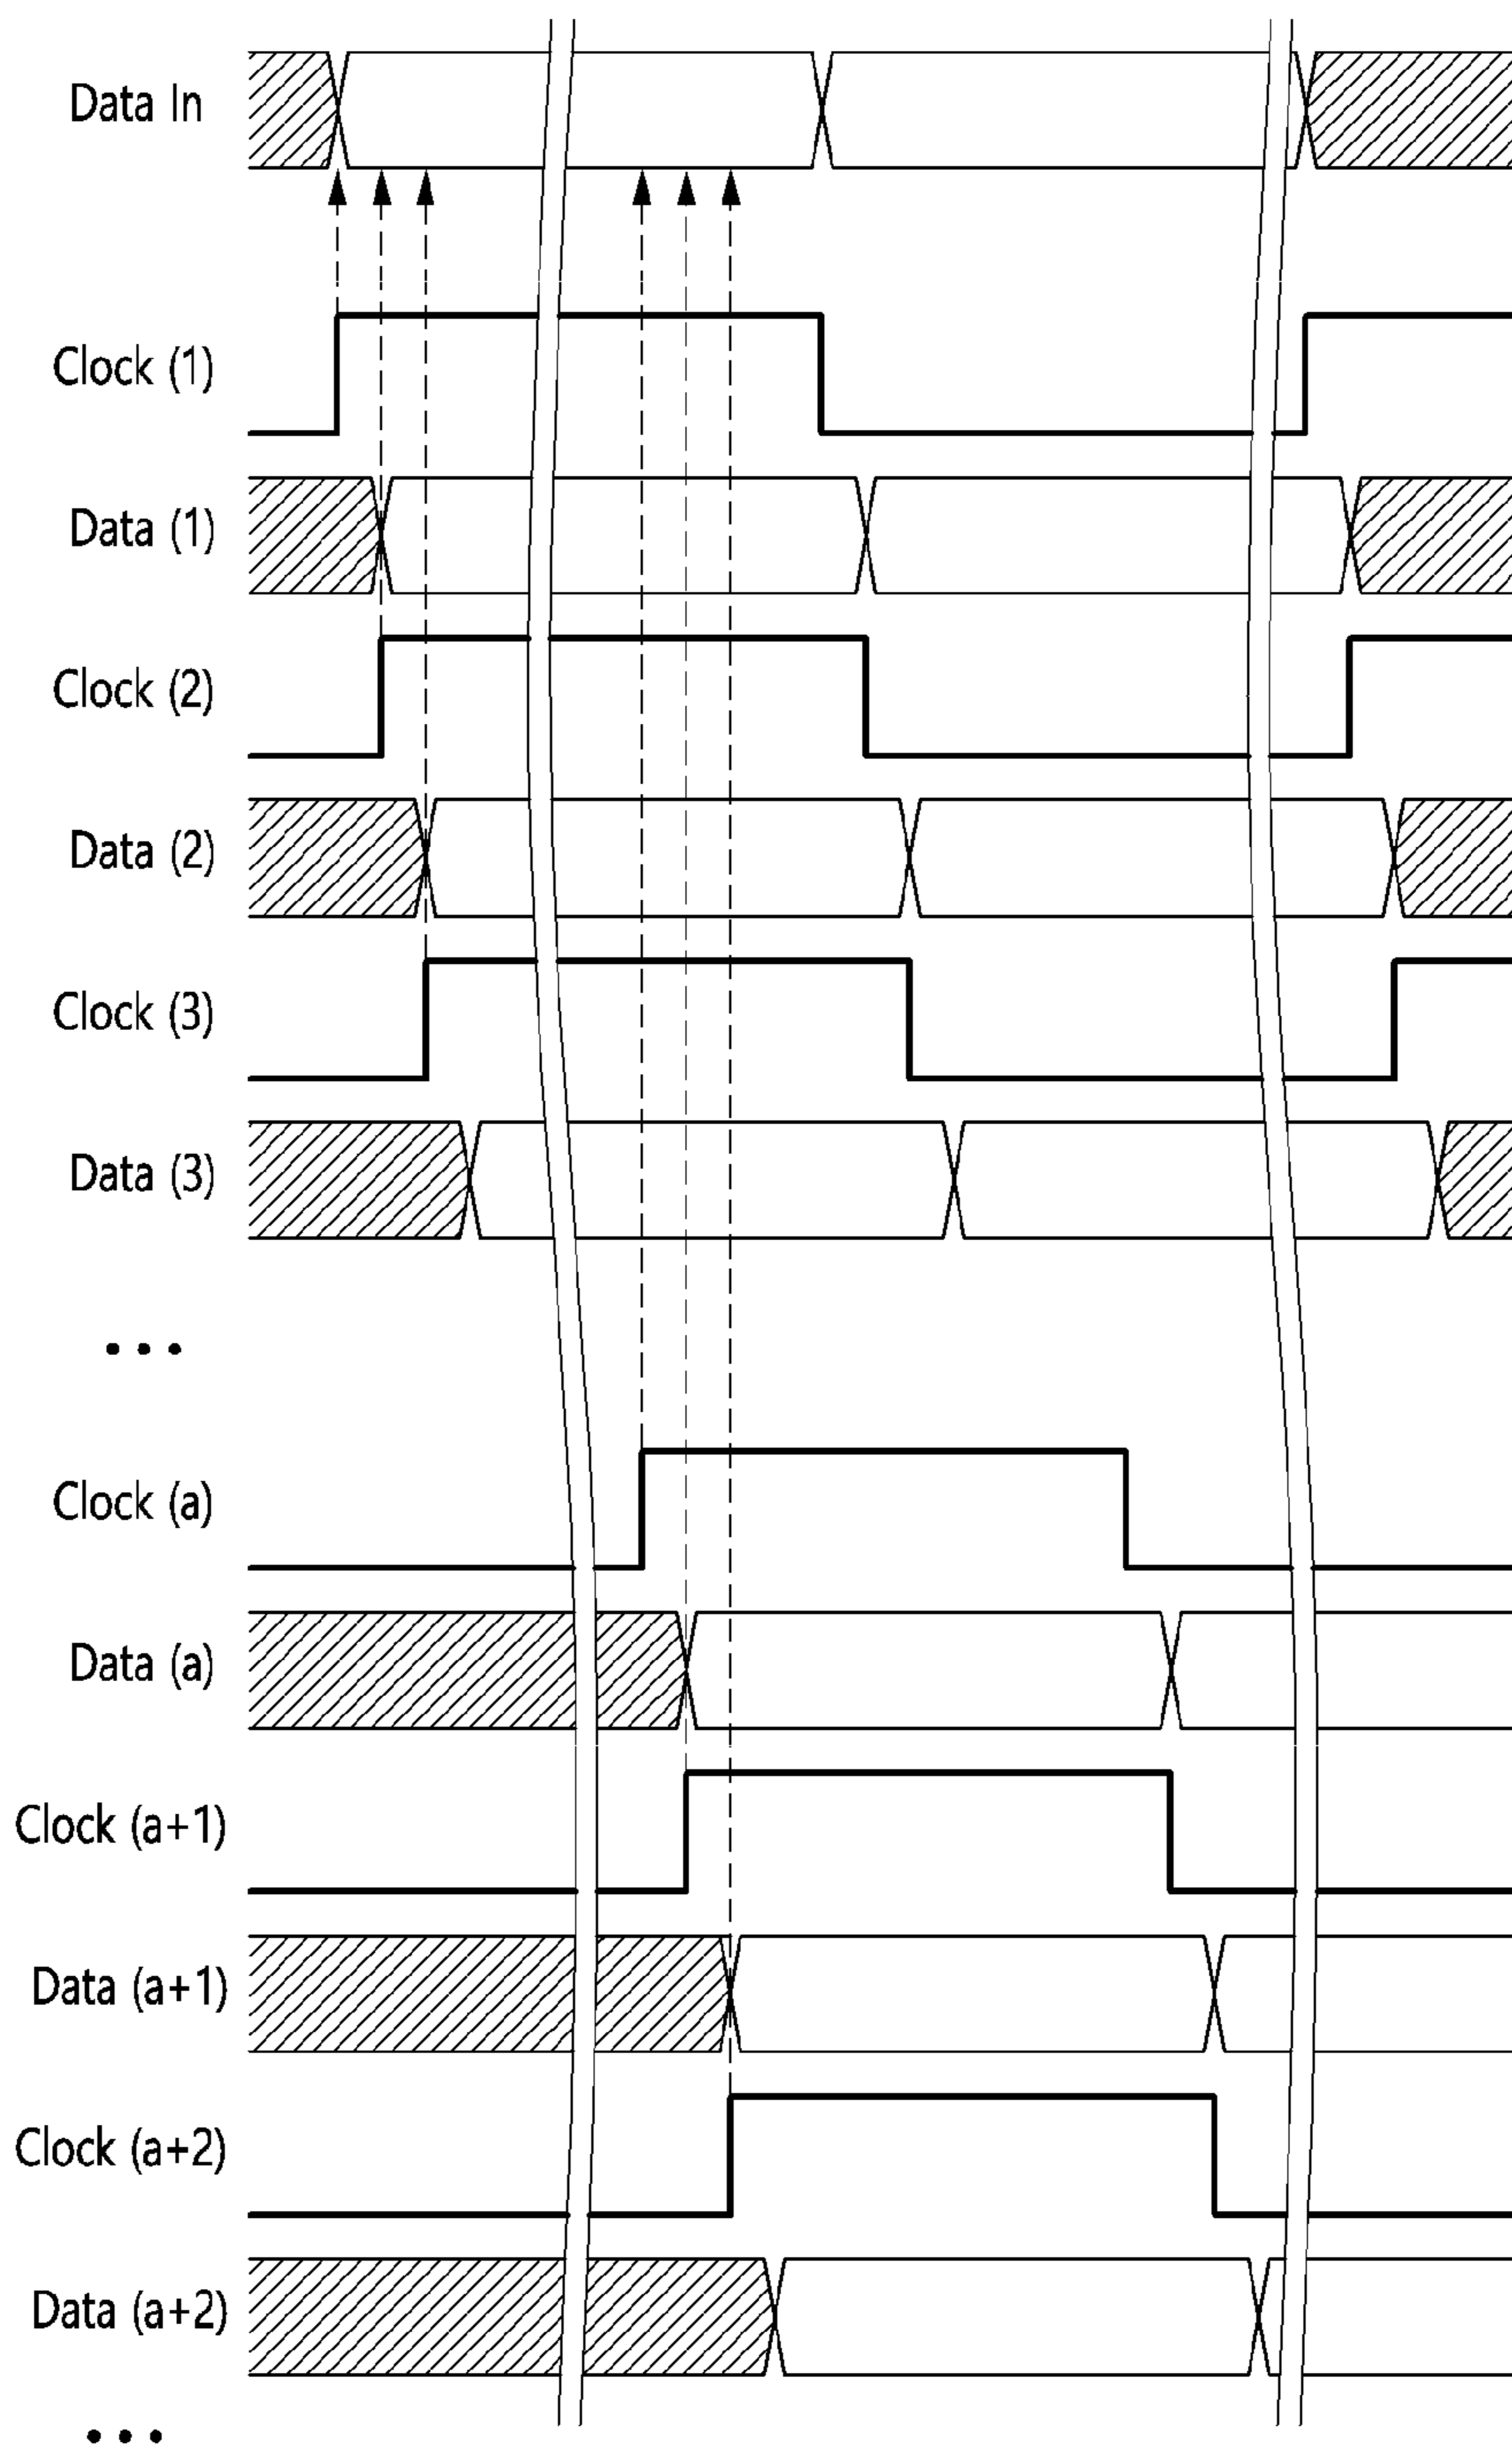 Data In
Clock (1)
Data (1)
Clock (2)
Data (2)
Clock (3)
Data (3)
...
Clock (a)
Data (a)
Clock (a+1)
Data (a+1)
Clock (a+2)
Data (a+2)
...